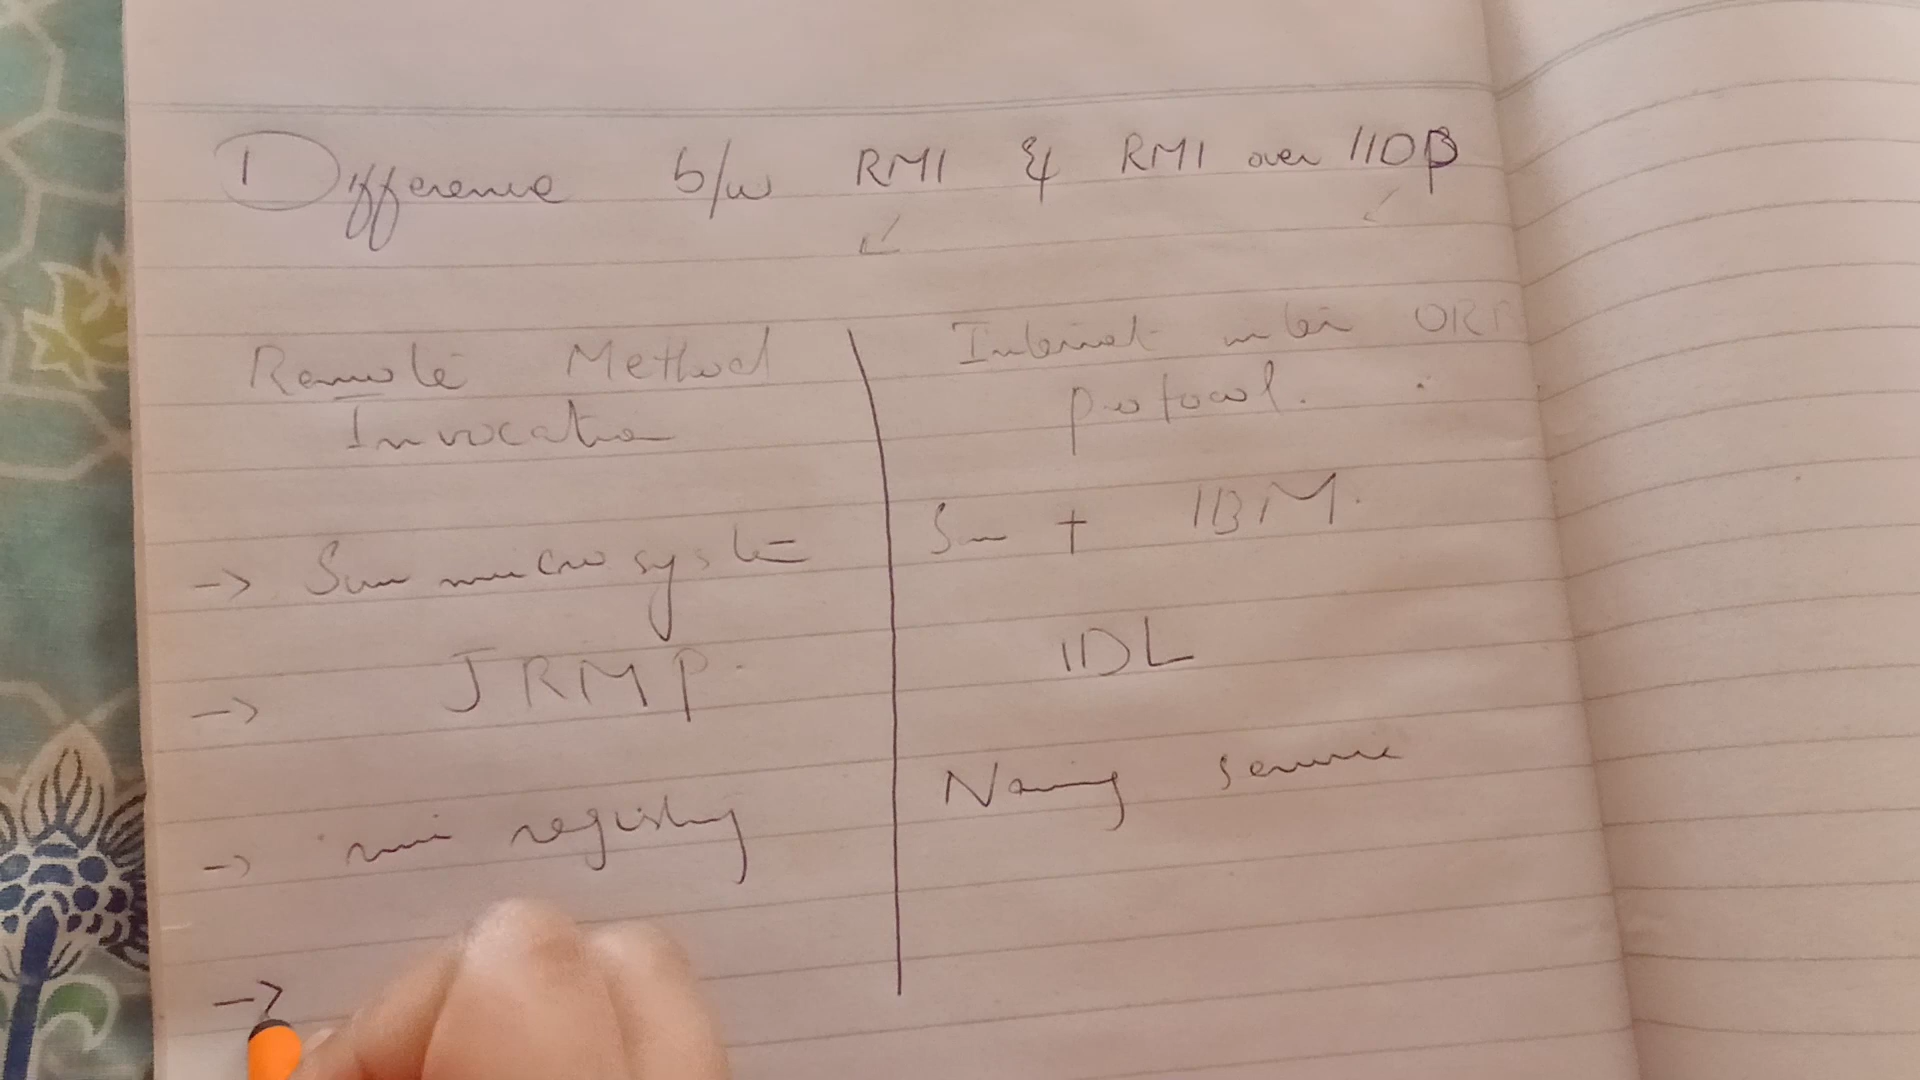 1 Difference b/w RMI & RMI over IIOP
Remote Method
Invocation
Internet inter ORB
protocol.
-> Sun microsystem
Sun + IBM.
-> JRMP.
IDL
-> rmi registry
Naming service
->